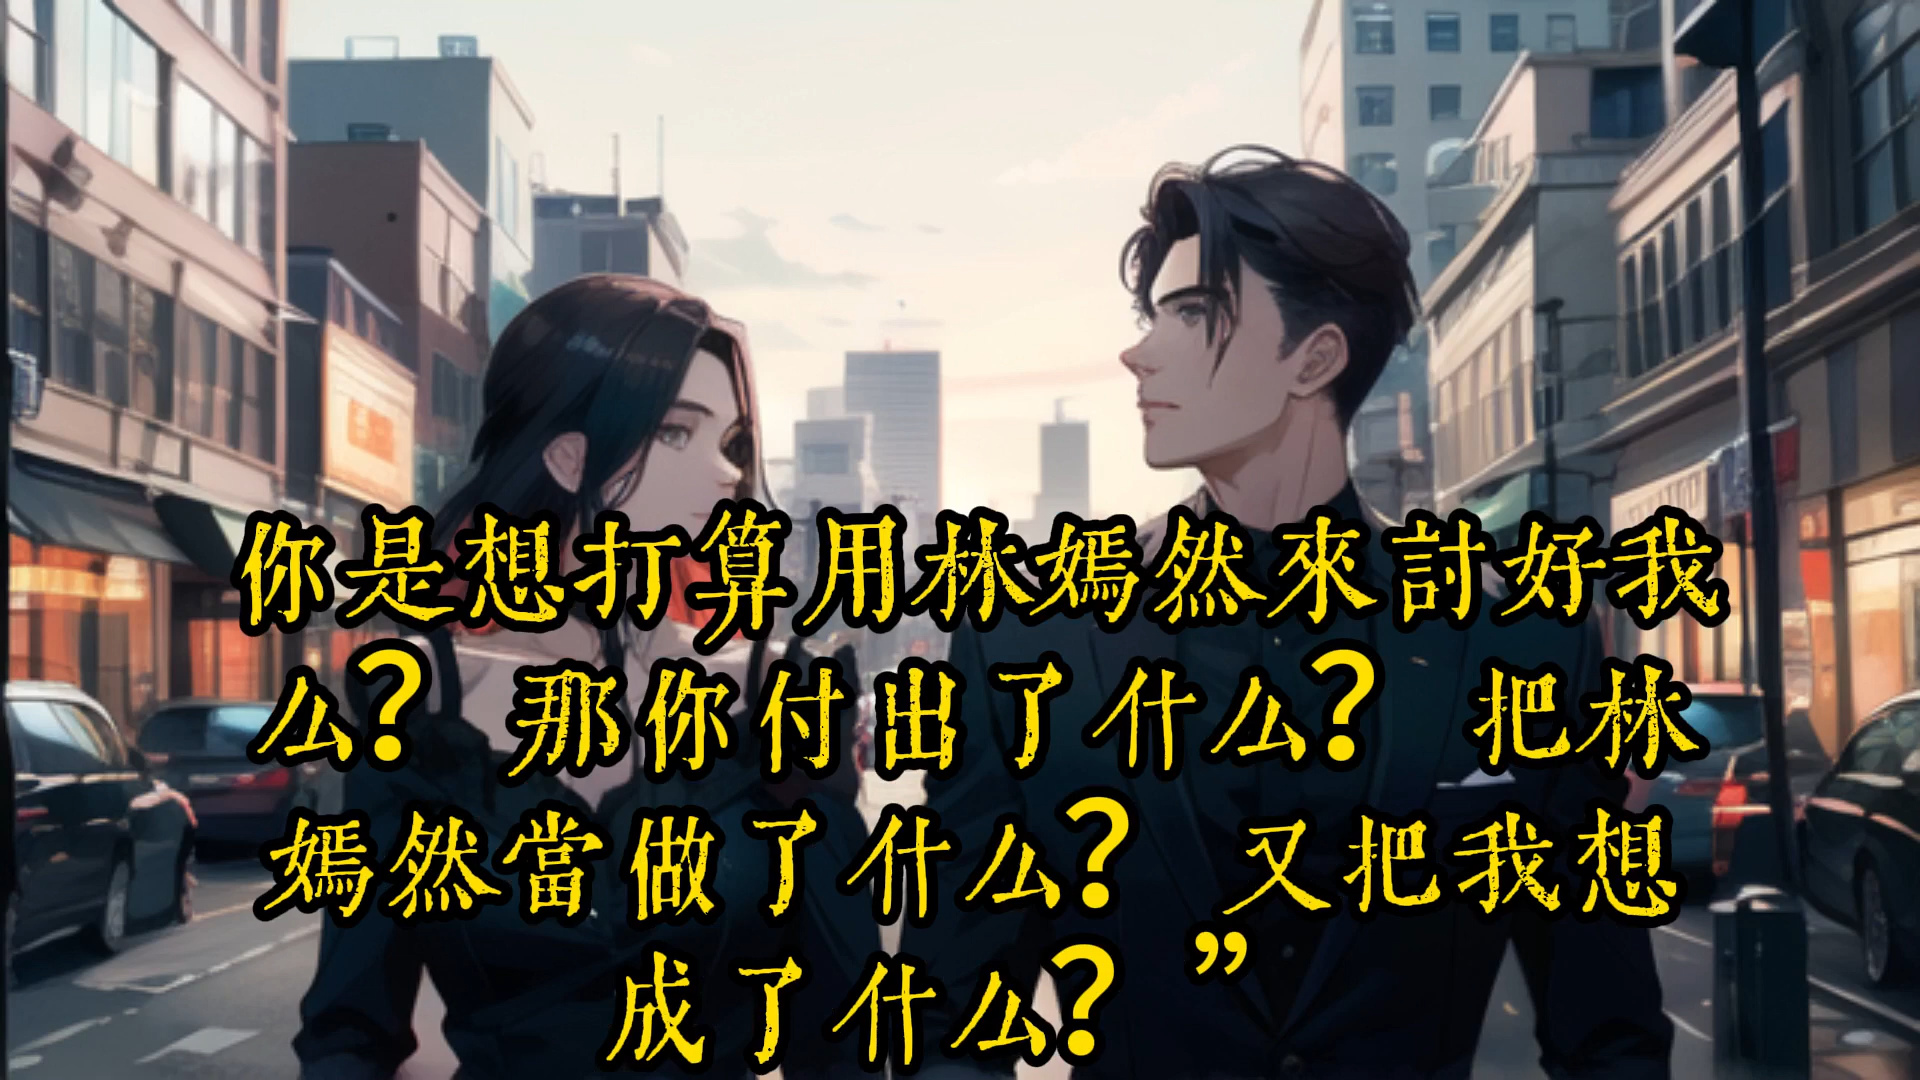 你是想打算用林嫣然來討好我
么？那你付出了什么？把林
嫣然當做了什么？又把我想
成了什么？”